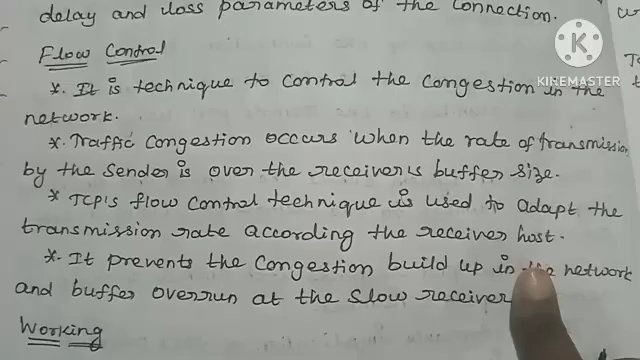 delay and loss parameters of the connection.
Flow Control
*. It is technique to control the congestion in the
network.
*. Traffic congestion occurs when the rate of transmission
by the sender is over the receiver's buffer size.
* TCP's flow control technique is used to adapt the
transmission rate according the receiver host.
*. It prevents the congestion build up in the network
and buffer overrun at the slow receiver
Working
K
KINEMASTER